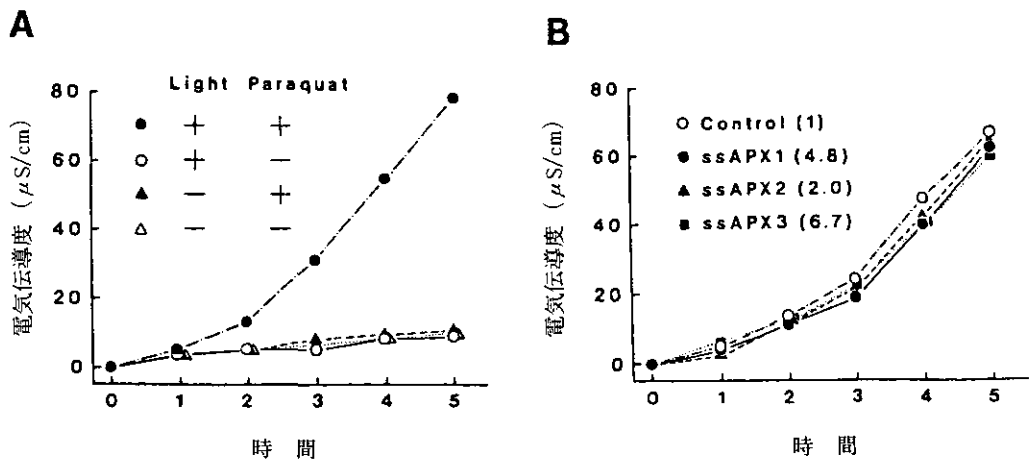 A
Light Paraquat
● + +
○ + −
▲ − +
△ − −
80
60
40
20
0
電気伝導度 (μS/cm)
0 1 2 3 4 5
時 間
B
○ Control (1)
● ssAPX1 (4.8)
▲ ssAPX2 (2.0)
■ ssAPX3 (6.7)
80
60
40
20
0
電気伝導度 (μS/cm)
0 1 2 3 4 5
時 間